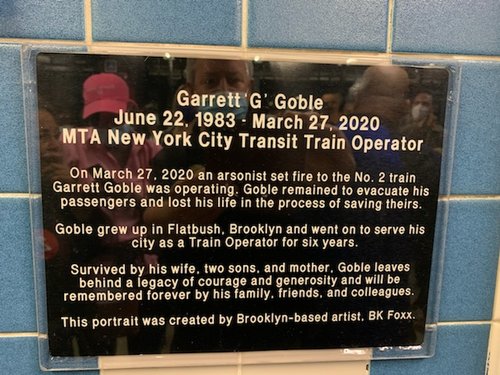 Garrett 'G' Goble
June 22, 1983 - March 27, 2020
MTA New York City Transit Train Operator
On March 27, 2020 an arsonist set fire to the No. 2 train
Garrett Goble was operating. Goble remained to evacuate his
passengers and lost his life in the process of saving theirs.
Goble grew up in Flatbush, Brooklyn and went on to serve his
city as a Train Operator for six years.
Survived by his wife, two sons, and mother, Goble leaves
behind a legacy of courage and generosity and will be
remembered forever by his family, friends, and colleagues.
This portrait was created by Brooklyn-based artist, BK Foxx.